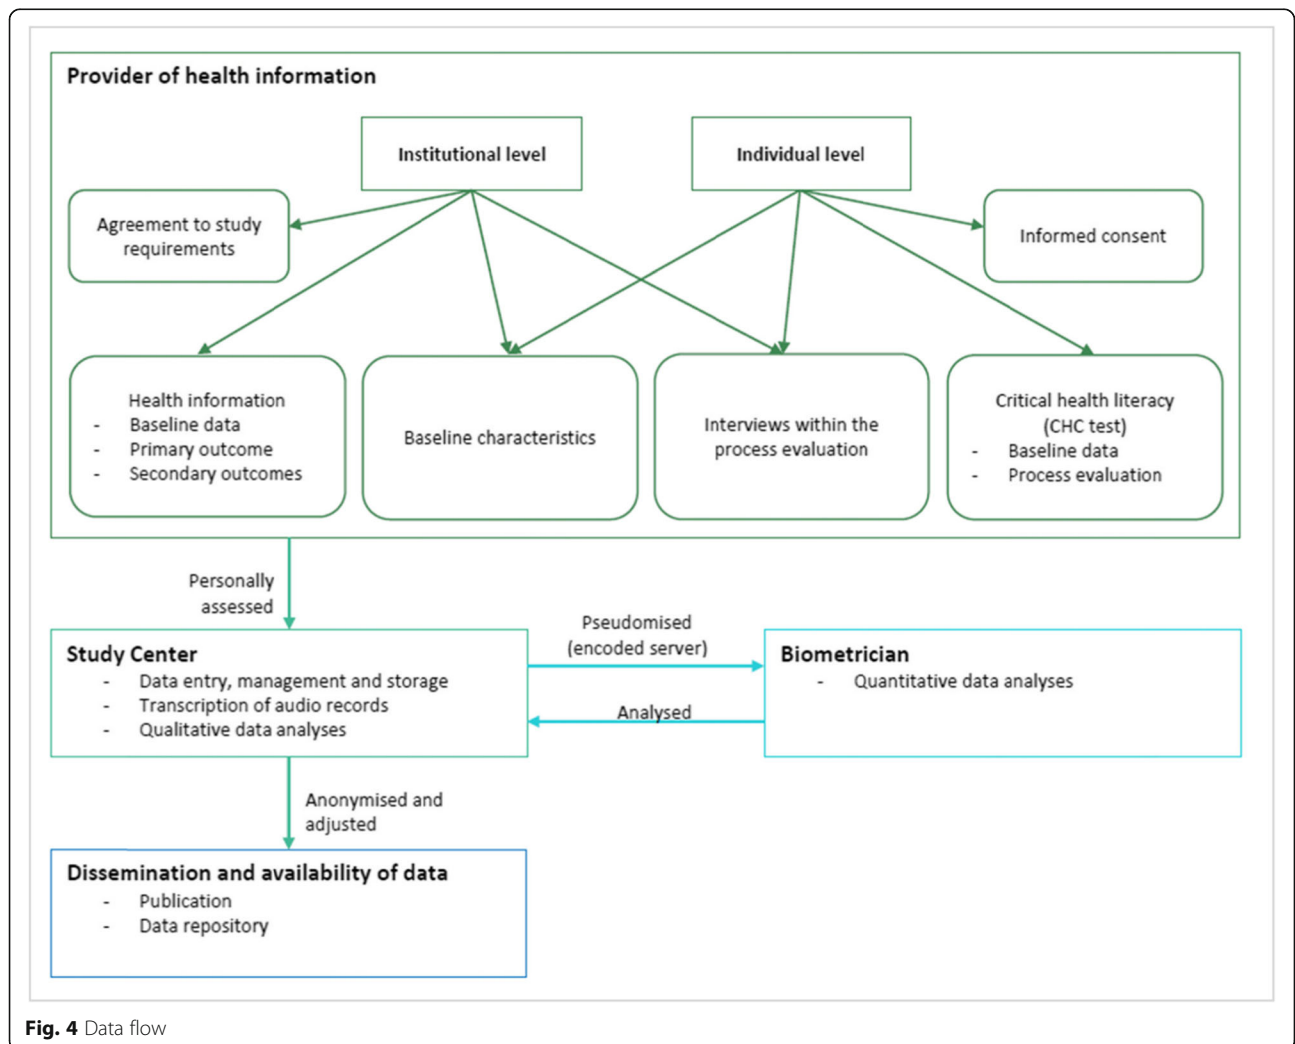 Provider of health information
Institutional level
Individual level
Agreement to study
requirements
Informed consent
Health information
- Baseline data
- Primary outcome
- Secondary outcomes
Baseline characteristics
Interviews within the
process evaluation
Critical health literacy
(CHC test)
- Baseline data
- Process evaluation
Personally
assessed
Study Center
- Data entry, management and storage
- Transcription of audio records
- Qualitative data analyses
Pseudomised
(encoded server)
Analysed
Biometrician
- Quantitative data analyses
Anonymised and
adjusted
Dissemination and availability of data
- Publication
- Data repository
Fig. 4 Data flow